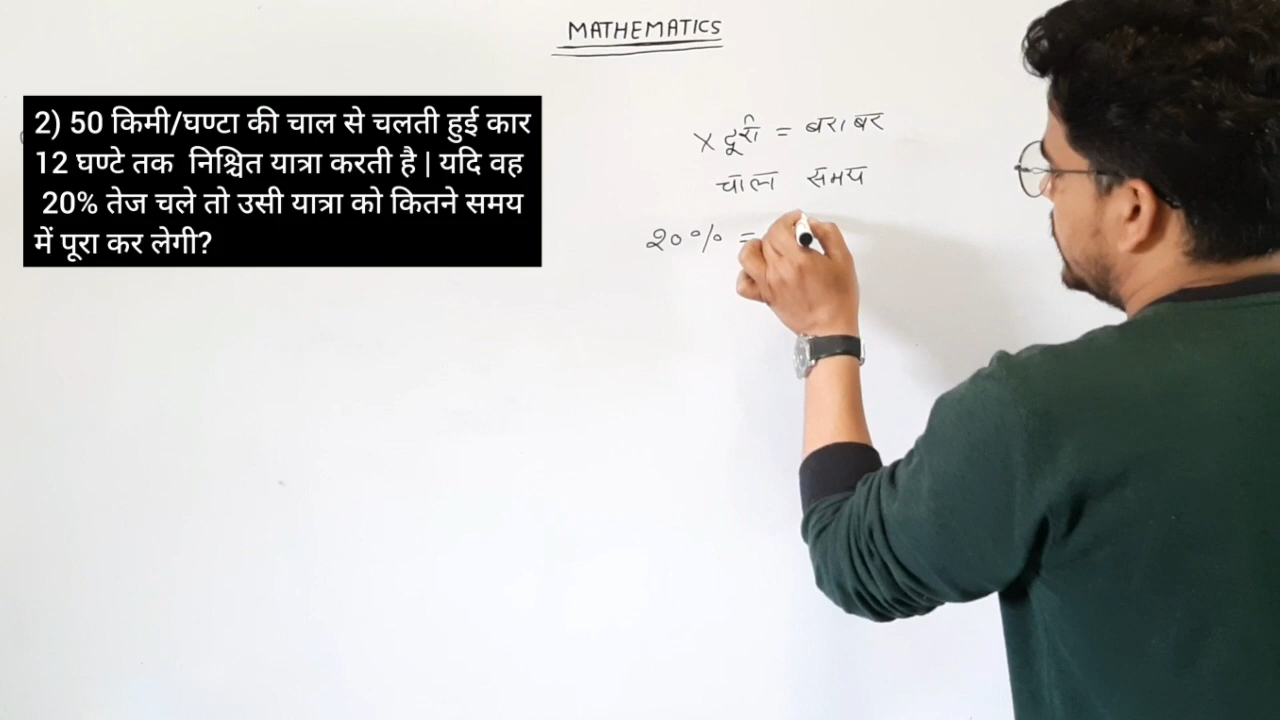 MATHEMATICS
2) 50 किमी/घण्टा की चाल से चलती हुई कार
12 घण्टे तक निश्चित यात्रा करती है | यदि वह
20% तेज चले तो उसी यात्रा को कितने समय
में पूरा कर लेगी?
× दूरी = बराबर
चाल समय
20% =